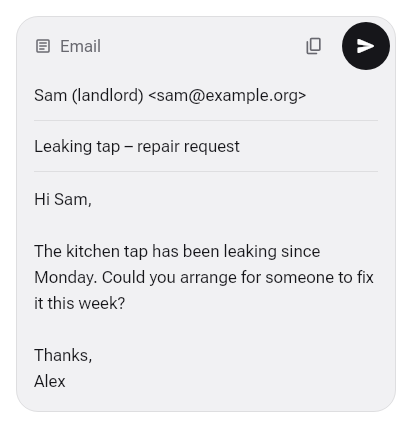 Email
Sam (landlord) <sam@example.org>
Leaking tap – repair request
Hi Sam,
The kitchen tap has been leaking since
Monday. Could you arrange for someone to fix
it this week?
Thanks,
Alex